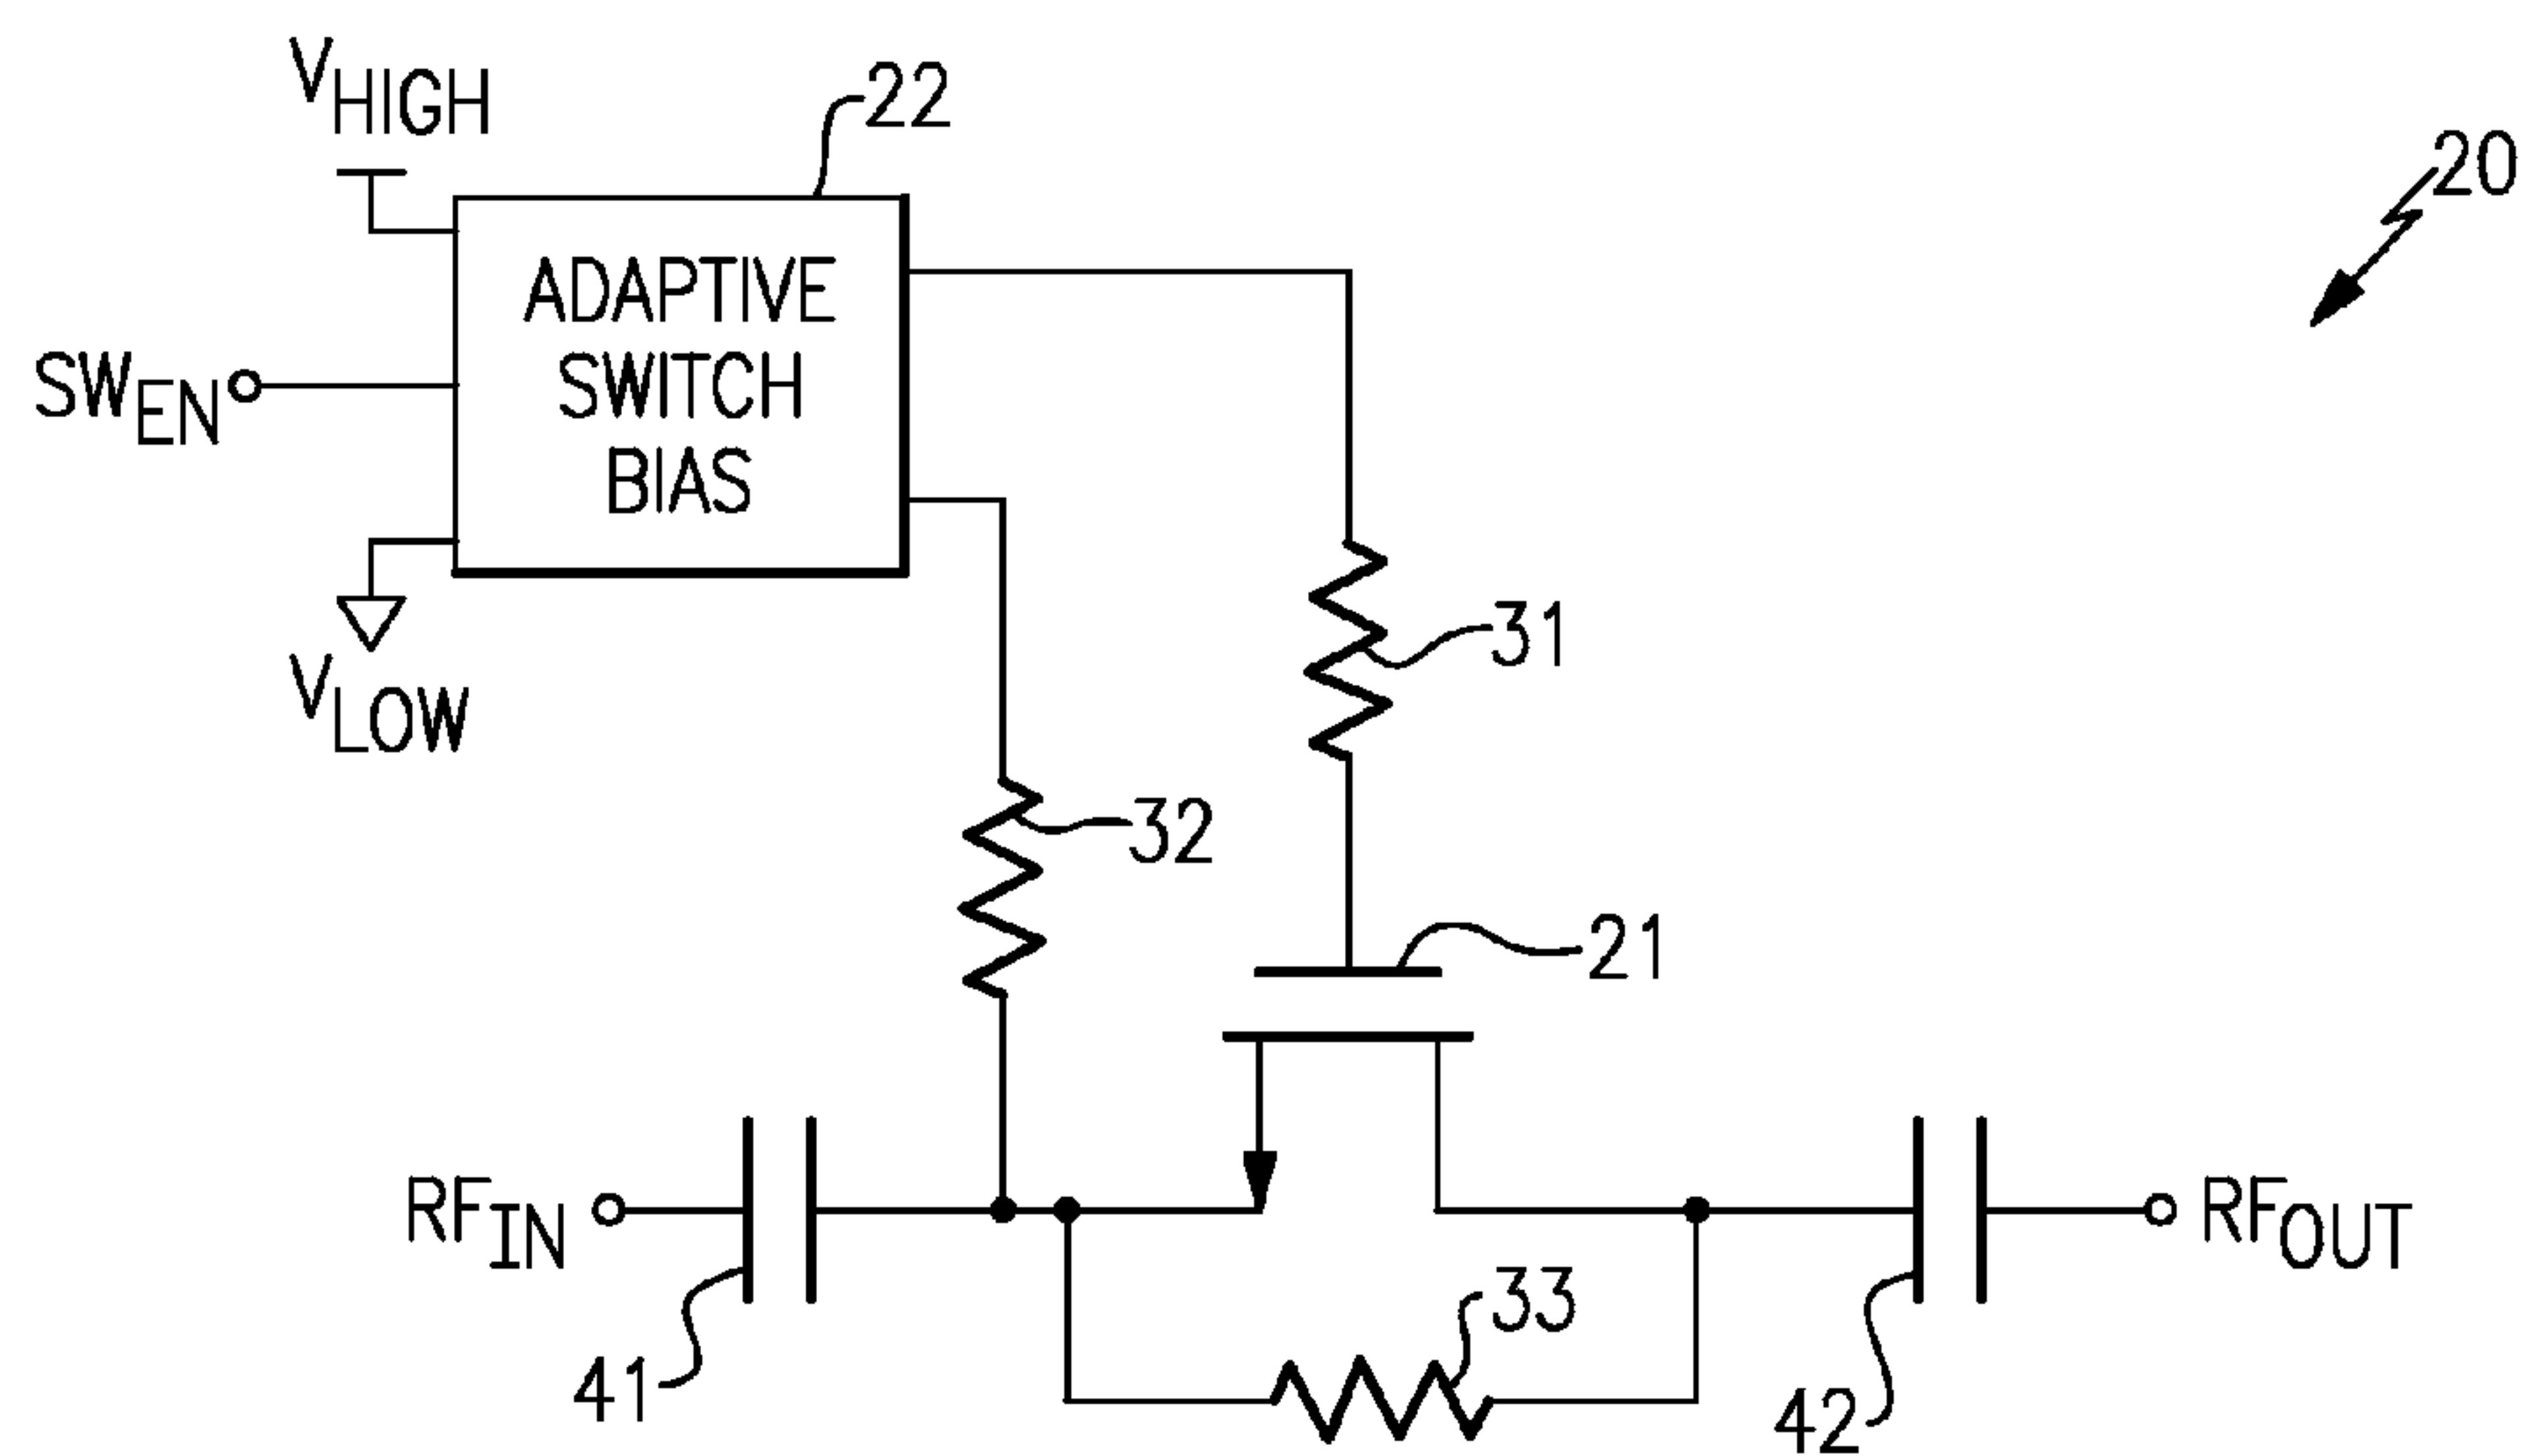 VHIGH
22
20
ADAPTIVE
SWITCH
BIAS
SWEN
VLOW
31
32
21
RFIN
RFOUT
33
41
42